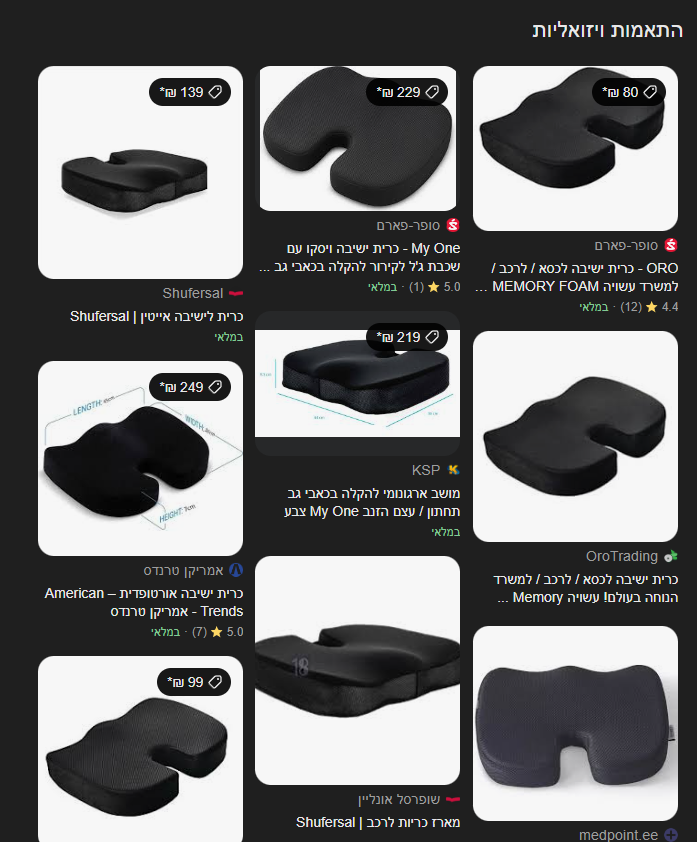 התאמות ויזואליות
80 ₪*
סופר-פארם
ORO - כרית ישיבה לכסא / לרכב /
למשרד עשויה MEMORY FOAM ...
4.4 (12) · במלאי
OroTrading
כרית ישיבה לכסא / לרכב / למשרד
הנוחה בעולם! עשויה Memory ...
medpoint.ee
229 ₪*
סופר-פארם
My One - כרית ישיבה ויסקו עם
שכבת ג'ל לקירור להקלה בכאבי גב ...
5.0 (1) · במלאי
219 ₪*
KSP
מושב ארגונומי להקלה בכאבי גב
תחתון / עצם הזנב My One צבע
במלאי
18
שופרסל אונליין
מארז כריות לרכב | Shufersal
139 ₪*
Shufersal
כרית לישיבה אייטין | Shufersal
במלאי
249 ₪*
LENGTH:
WIDTH:
HEIGHT: 7cm
אמריקן טרנדס
כרית ישיבה אורטופדית – American
Trends - אמריקן טרנדס
5.0 (7) · במלאי
99 ₪*